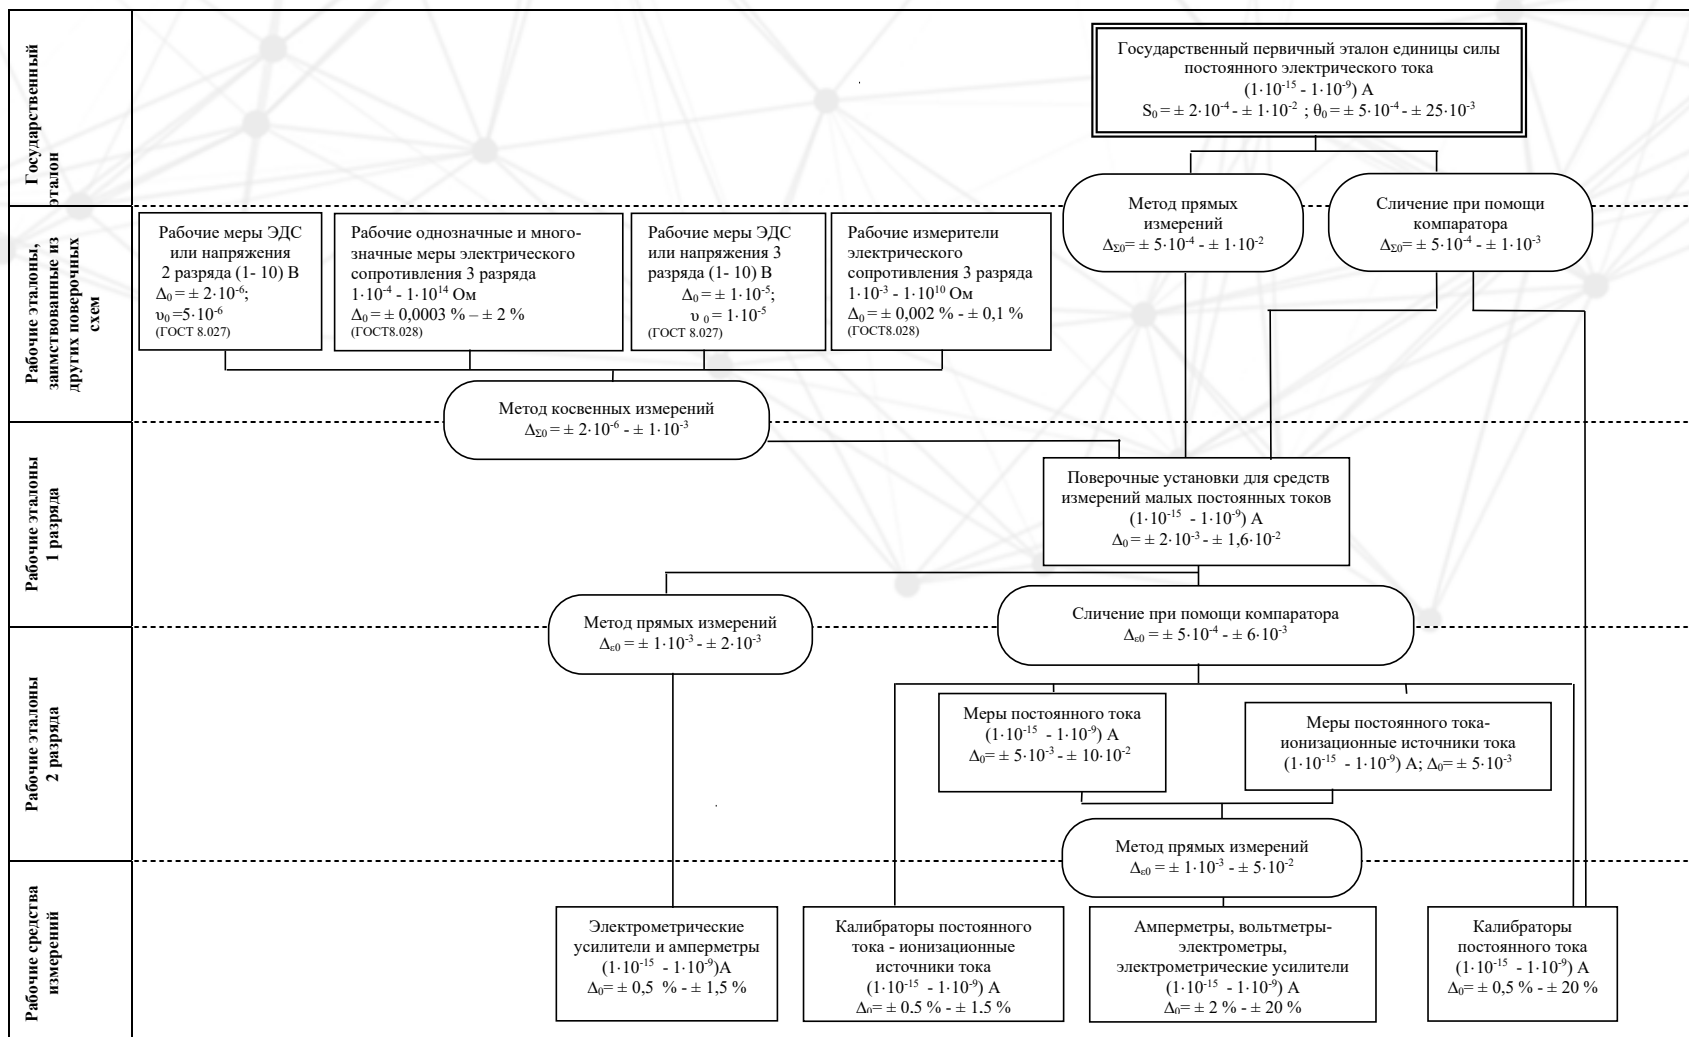 Государственный
эталон
Государственный первичный эталон единицы силы
постоянного электрического тока
(1·10⁻¹⁵ - 1·10⁻⁹) А
S₀ = ± 2·10⁻⁴ - ± 1·10⁻² ; θ₀ = ± 5·10⁻⁴ - ± 25·10⁻³
Метод прямых
измерений
Δ_Σ0 = ± 5·10⁻⁴ - ± 1·10⁻²
Сличение при помощи
компаратора
Δ_Σ0 = ± 5·10⁻⁴ - ± 1·10⁻³
Рабочие эталоны,
заимствованные из
других поверочных
схем
Рабочие меры ЭДС
или напряжения
2 разряда (1- 10) В
Δ₀ = ± 2·10⁻⁶;
υ₀ =5·10⁻⁶
(ГОСТ 8.027)
Рабочие однозначные и много-
значные меры электрического
сопротивления 3 разряда
1·10⁻⁴ - 1·10¹⁴ Ом
Δ₀ = ± 0,0003 % – ± 2 %
(ГОСТ8.028)
Рабочие меры ЭДС
или напряжения 3
разряда (1- 10) В
Δ₀ = ± 1·10⁻⁵;
υ ₀ = 1·10⁻⁵
(ГОСТ 8.027)
Рабочие измерители
электрического
сопротивления 3 разряда
1·10⁻³ - 1·10¹⁰ Ом
Δ₀ = ± 0,002 % - ± 0,1 %
(ГОСТ8.028)
Метод косвенных измерений
Δ_Σ0 = ± 2·10⁻⁶ - ± 1·10⁻³
Рабочие эталоны
1 разряда
Поверочные установки для средств
измерений малых постоянных токов
(1·10⁻¹⁵ - 1·10⁻⁹) А
Δ₀ = ± 2·10⁻³ - ± 1,6·10⁻²
Метод прямых измерений
Δ_ε0 = ± 1·10⁻³ - ± 2·10⁻³
Сличение при помощи компаратора
Δ_ε0 = ± 5·10⁻⁴ - ± 6·10⁻³
Рабочие эталоны
2 разряда
Меры постоянного тока
(1·10⁻¹⁵ - 1·10⁻⁹) А
Δ₀= ± 5·10⁻³ - ± 10·10⁻²
Меры постоянного тока-
ионизационные источники тока
(1·10⁻¹⁵ - 1·10⁻⁹) А; Δ₀= ± 5·10⁻³
Метод прямых измерений
Δ_ε0 = ± 1·10⁻³ - ± 5·10⁻²
Рабочие средства
измерений
Электрометрические
усилители и амперметры
(1·10⁻¹⁵ - 1·10⁻⁹)А
Δ₀= ± 0,5 % - ± 1,5 %
Калибраторы постоянного
тока - ионизационные
источники тока
(1·10⁻¹⁵ - 1·10⁻⁹) А
Δ₀= ± 0.5 % - ± 1.5 %
Амперметры, вольтметры-
электрометры,
электрометрические усилители
(1·10⁻¹⁵ - 1·10⁻⁹) А
Δ₀= ± 2 % - ± 20 %
Калибраторы
постоянного тока
(1·10⁻¹⁵ - 1·10⁻⁹) А
Δ₀= ± 0,5 % - ± 20 %